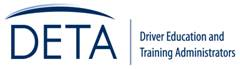 DETA
Driver Education and
Training Administrators